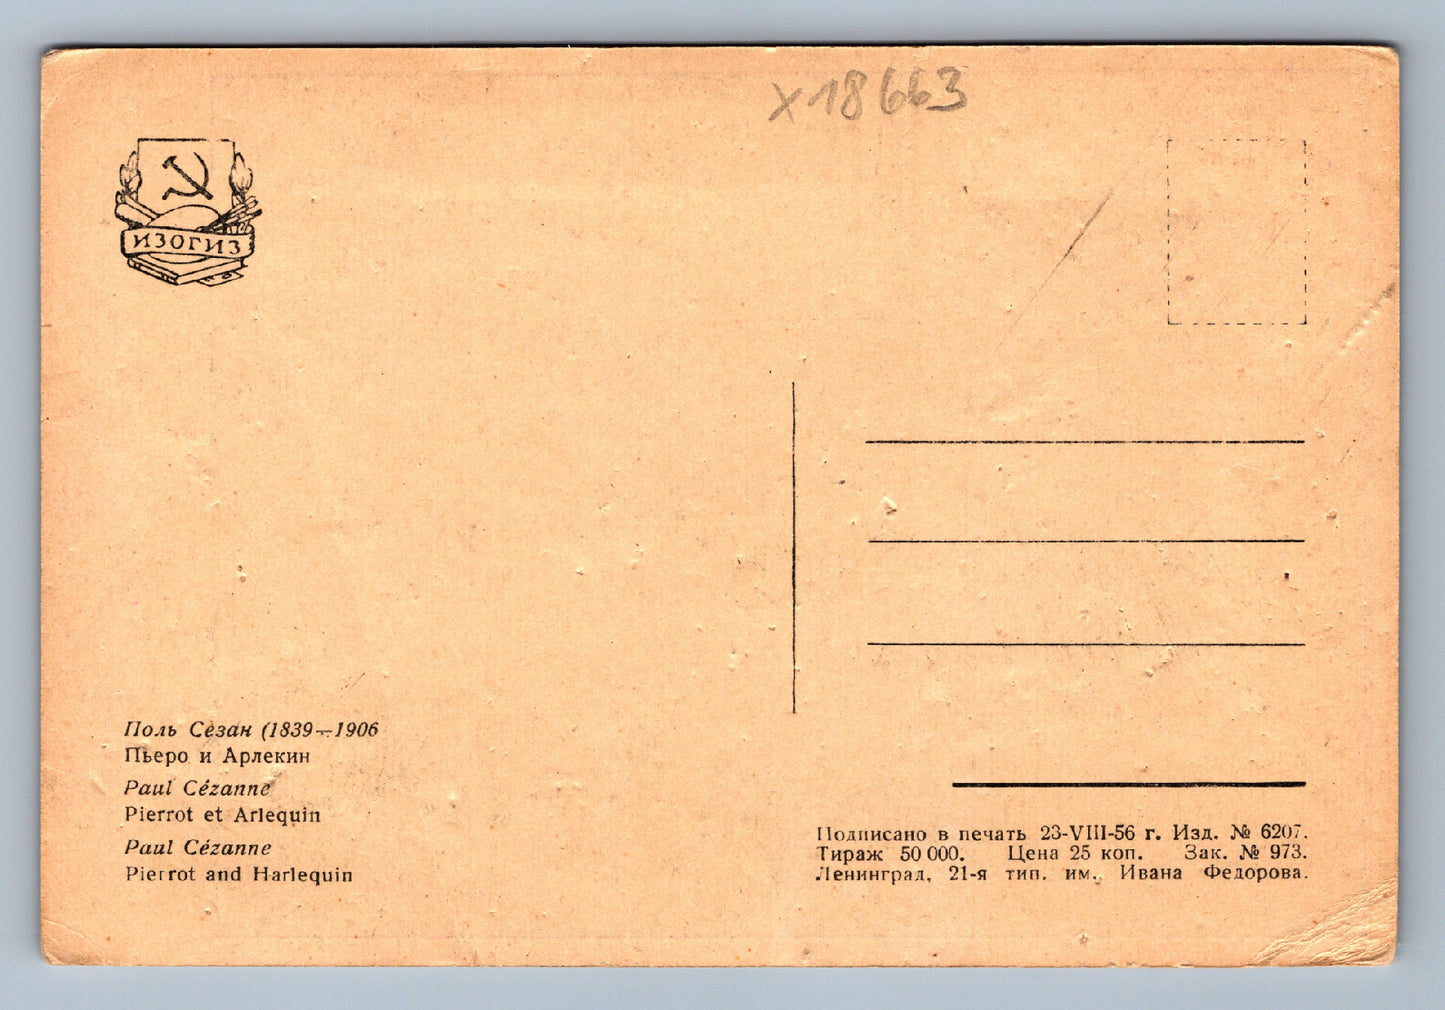 х 18663
ИЗОГИЗ
Поль Сезан (1839—1906
Пьеро и Арлекин
Paul Cézanne
Pierrot et Arlequin
Paul Cézanne
Pierrot and Harlequin
Подписано в печать 23-VIII-56 г. Изд. № 6207.
Тираж 50 000. Цена 25 коп. Зак. № 973.
Ленинград, 21-я тип. им. Ивана Федорова.